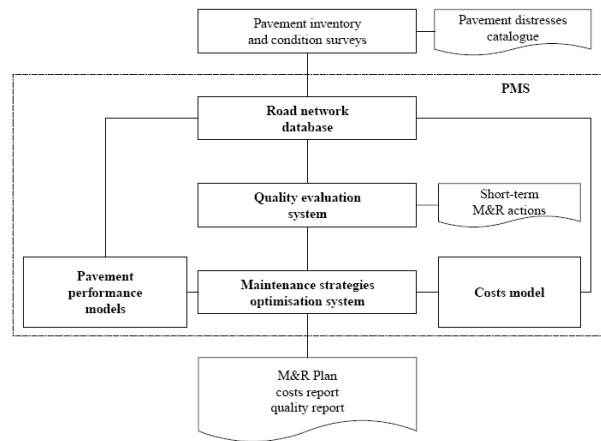 Pavement inventory
and condition surveys
Pavement distresses
catalogue
PMS
Road network
database
Quality evaluation
system
Short-term
M&R actions
Pavement
performance
models
Maintenance strategies
optimisation system
Costs model
M&R Plan
costs report
quality report